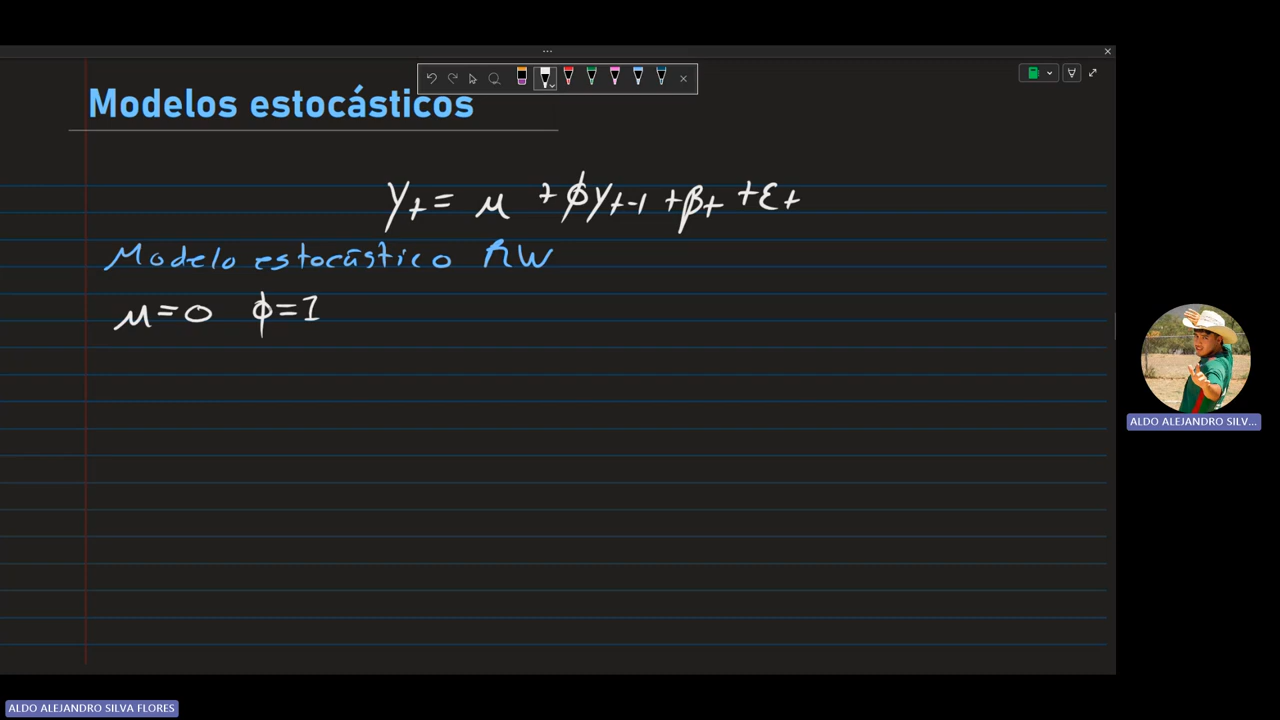 Modelos estocásticos
yt = μ + ϕyt-1 + βt + εt
Modelo estocástico RW
μ=0 ϕ=1
ALDO ALEJANDRO SILV...
ALDO ALEJANDRO SILVA FLORES